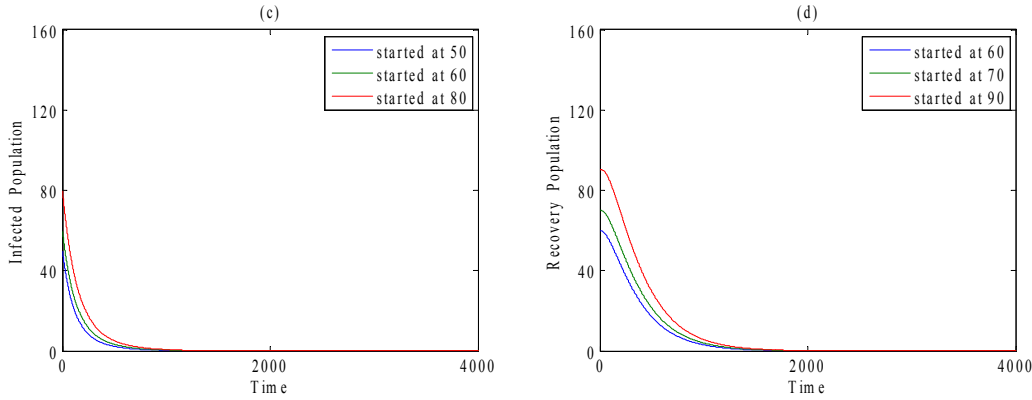 (c)
160
120
80
40
0
0
2000
4000
Time
Infected Population
started at 50
started at 60
started at 80
(d)
160
120
80
40
0
0
2000
4000
Time
Recovery Population
started at 60
started at 70
started at 90